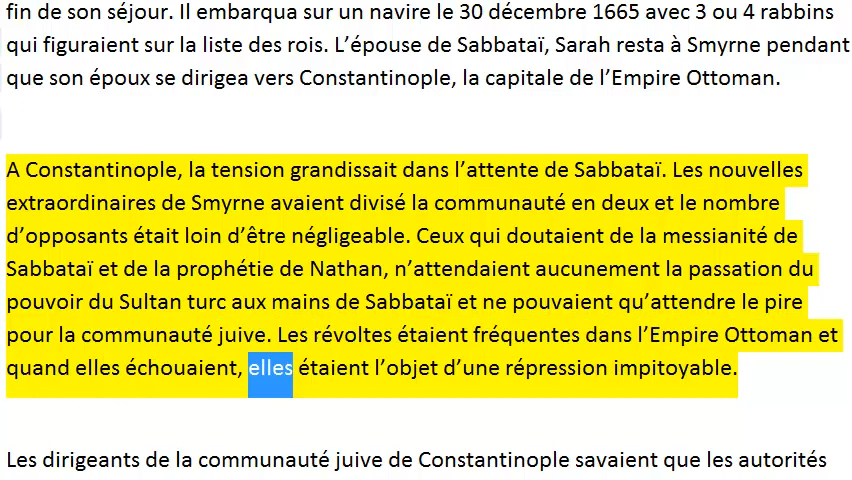 fin de son séjour. Il embarqua sur un navire le 30 décembre 1665 avec 3 ou 4 rabbins
qui figuraient sur la liste des rois. L’épouse de Sabbataï, Sarah resta à Smyrne pendant
que son époux se dirigea vers Constantinople, la capitale de l’Empire Ottoman.
A Constantinople, la tension grandissait dans l’attente de Sabbataï. Les nouvelles
extraordinaires de Smyrne avaient divisé la communauté en deux et le nombre
d’opposants était loin d’être négligeable. Ceux qui doutaient de la messianité de
Sabbataï et de la prophétie de Nathan, n’attendaient aucunement la passation du
pouvoir du Sultan turc aux mains de Sabbataï et ne pouvaient qu’attendre le pire
pour la communauté juive. Les révoltes étaient fréquentes dans l’Empire Ottoman et
quand elles échouaient, elles étaient l’objet d’une répression impitoyable.
Les dirigeants de la communauté juive de Constantinople savaient que les autorités